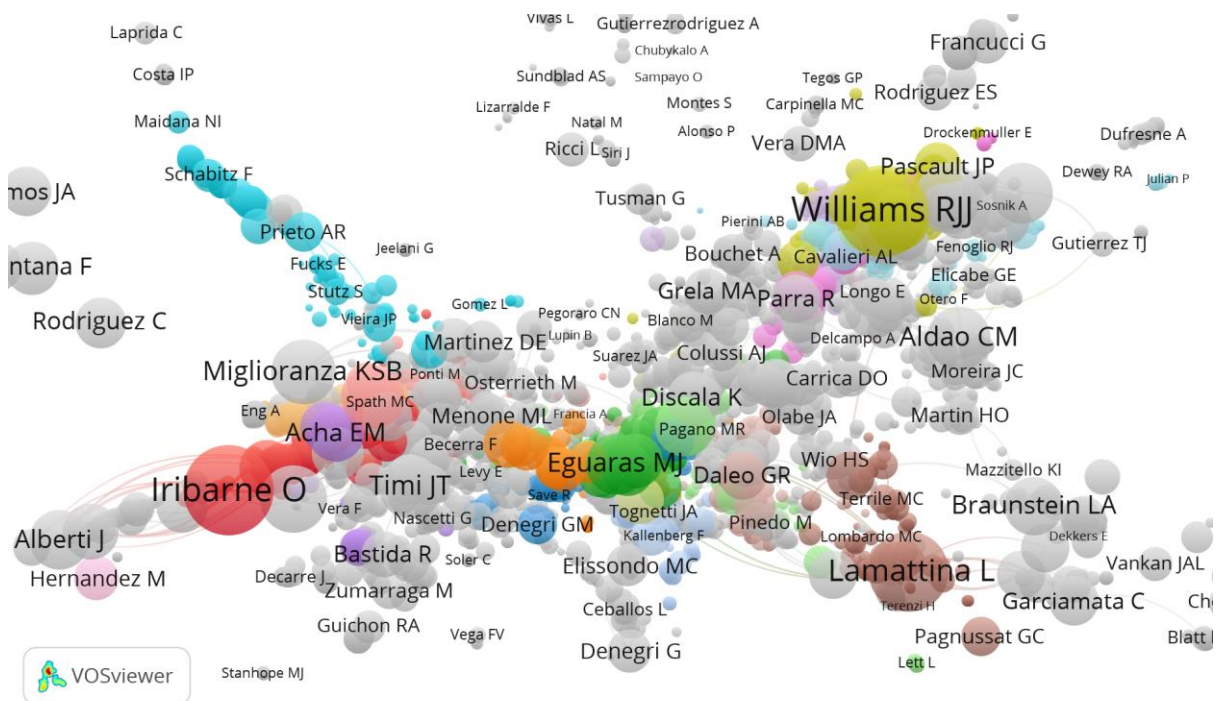 Laprida C
Vivas L
Gutierrezrodriguez A
Francucci G
Chubykalo A
Costa IP
Sundblad AS
Sampayo O
Tegos GP
Rodriguez ES
Lizarralde F
Montes S
Carpinella MC
Maidana NI
Natal M
Alonso P
Vera DMA
Drockenmuller E
Dufresne A
Ricci L
Siri J
Schabitz F
Pascault JP
Dewey RA
Julian P
mos JA
Tusman G
Williams RJJ
Sosnik A
Pierini AB
Prieto AR
Jeelani G
Bouchet A
Cavalieri AL
Fenoglio RJ
Gutierrez TJ
ntana F
Fucks E
Elicabe GE
Stutz S
Grela MA
Parra R
Longo E
Otero F
Gomez L
Pegoraro CN
Blanco M
Rodriguez C
Vieira JP
Lupin B
Martinez DE
Delcampo A
Aldao CM
Suarez JA
Colussi AJ
Miglioranza KSB
Ponti M
Osterrieth M
Carrica DO
Moreira JC
Spath MC
Discala K
Eng A
Menone ML
Francia A
Olabe JA
Martin HO
Acha EM
Pagano MR
Becerra F
Eguaras MJ
Wio HS
Levy E
Daleo GR
Mazzitello KI
Iribarne O
Timi JT
Save R
Terrile MC
Braunstein LA
Vera F
Nascetti G
Denegri GM
Tognetti JA
Pinedo M
Kallenberg F
Lombardo MC
Dekkers E
Alberti J
Bastida R
Soler C
Elissondo MC
Lamattina L
Vankan JAL
Hernandez M
Decarre J
Zumarraga M
Ceballos L
Terenzi H
Garciamata C
Che
Guichon RA
Vega FV
Denegri G
Pagnussat GC
Blatt
Lett L
Stanhope MJ
VOSviewer